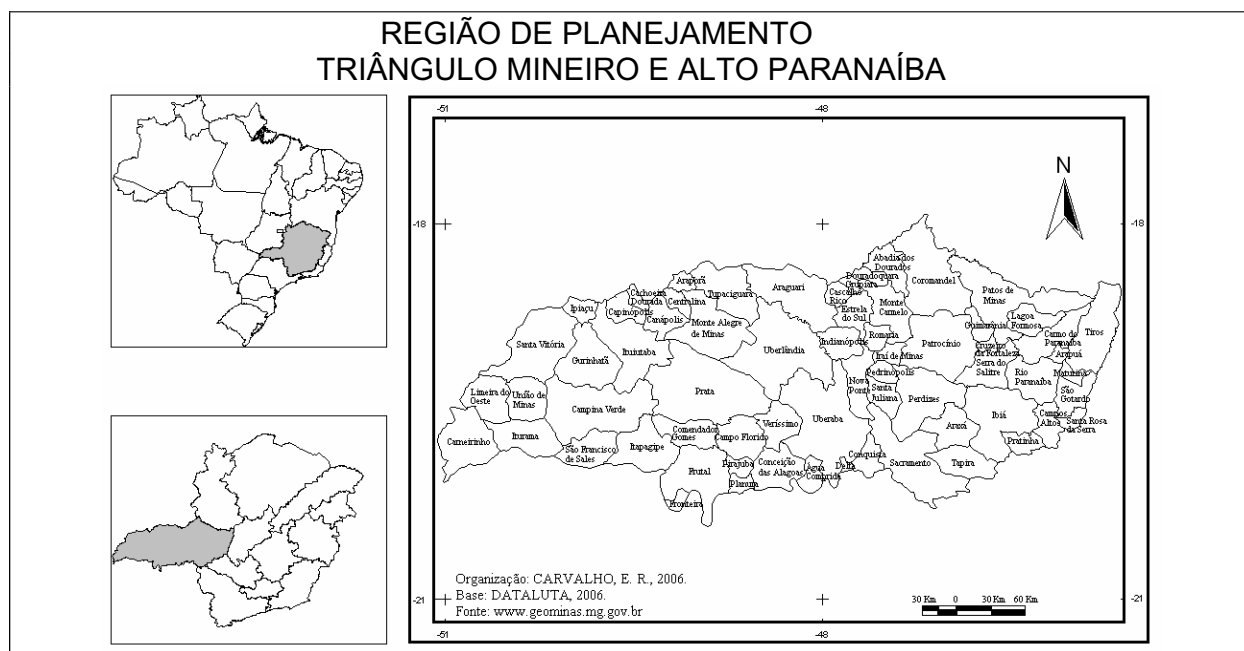 REGIÃO DE PLANEJAMENTO
TRIÂNGULO MINEIRO E ALTO PARANAÍBA
-51
-48
N
-18
-18
Abadia dos
Dourados
Coromandel
Douradoquara
Grupiara
Araporã
Cachoeira
Dourada
Centralina
Tupaciguara
Araguari
Cascalho
Rico
Patos de
Minas
Ipiaçu
Capinópolis
Canápolis
Estrela
do Sul
Monte
Carmelo
Lagoa
Formosa
Guimarânia
Tiros
Monte Alegre
de Minas
Carmo do
Paranaíba
Santa Vitória
Ituiutaba
Uberlândia
Indianópolis
Romaria
Patrocínio
Cruzeiro
da Fortaleza
Arapuá
Gurinhatã
Iraí de Minas
Serra do
Salitre
Pedrinópolis
Rio
Paranaíba
Matutina
Limeira do
Oeste
União de
Minas
Prata
Nova
Ponte
Santa
Juliana
Perdizes
São
Gotardo
Campina Verde
Veríssimo
Uberaba
Ibiá
Campos
Altos
Santa Rosa
da Serra
Carneirinho
Iturama
Comendador
Gomes
Campo Florido
Araxá
Pratinha
São Francisco
de Sales
Itapagipe
Conquista
Sacramento
Tapira
Frutal
Pirajuba
Conceição
das Alagoas
Água
Comprida
Delta
Planura
Fronteira
Organização: CARVALHO, E. R., 2006.
Base: DATALUTA, 2006.
Fonte: www.geominas.mg.gov.br
-21
-21
30 Km 0 30 Km 60 Km
-51
-48